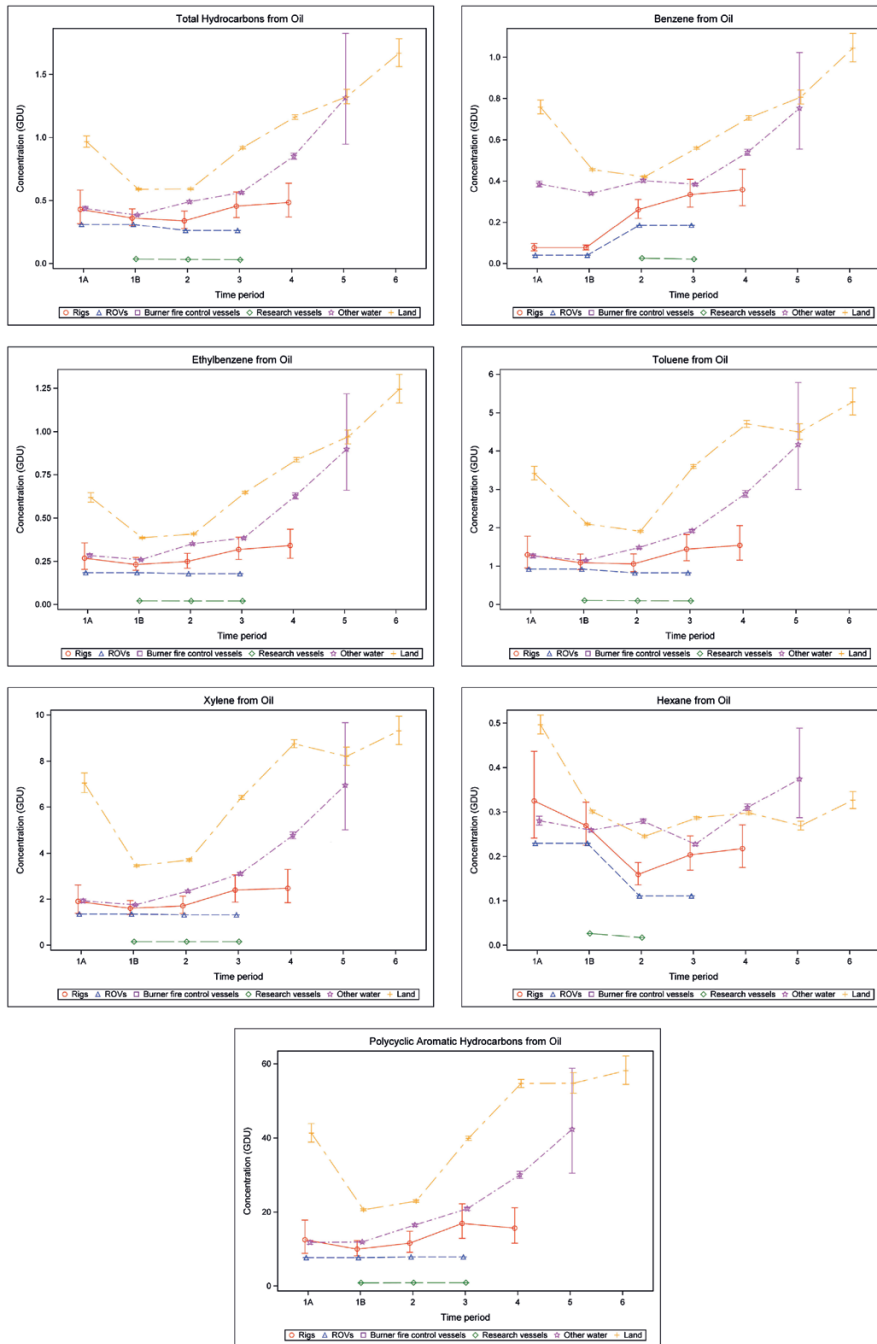 Total Hydrocarbons from Oil
Concentration (GDU)
1.5
1.0
0.5
0.0
1A 1B 2 3 4 5 6
Time period
Rigs ROVs Burner fire control vessels Research vessels Other water Land
Benzene from Oil
Concentration (GDU)
1.0
0.8
0.6
0.4
0.2
0.0
1A 1B 2 3 4 5 6
Time period
Rigs ROVs Burner fire control vessels Research vessels Other water Land
Ethylbenzene from Oil
Concentration (GDU)
1.25
1.00
0.75
0.50
0.25
0.00
1A 1B 2 3 4 5 6
Time period
Rigs ROVs Burner fire control vessels Research vessels Other water Land
Toluene from Oil
Concentration (GDU)
6
5
4
3
2
1
0
1A 1B 2 3 4 5 6
Time period
Rigs ROVs Burner fire control vessels Research vessels Other water Land
Xylene from Oil
Concentration (GDU)
10
8
6
4
2
0
1A 1B 2 3 4 5 6
Time period
Rigs ROVs Burner fire control vessels Research vessels Other water Land
Hexane from Oil
Concentration (GDU)
0.5
0.4
0.3
0.2
0.1
0.0
1A 1B 2 3 4 5 6
Time period
Rigs ROVs Burner fire control vessels Research vessels Other water Land
Polycyclic Aromatic Hydrocarbons from Oil
Concentration (GDU)
60
40
20
0
1A 1B 2 3 4 5 6
Time period
Rigs ROVs Burner fire control vessels Research vessels Other water Land